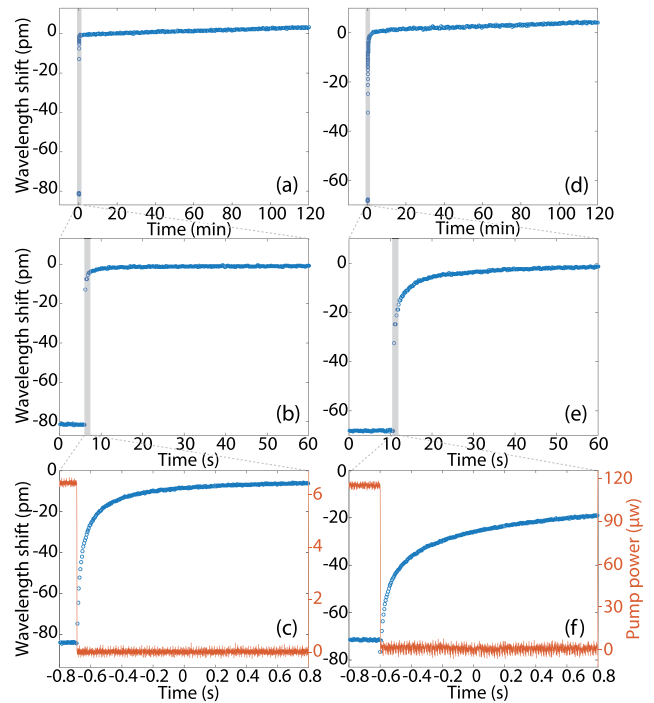 0
-20
-40
-60
-80
Wavelength shift (pm)
(a)
0 20 40 60 80 100 120
Time (min)
0
-20
-40
-60
(d)
0 20 40 60 80 100 120
Time (min)
0
-20
-40
-60
-80
Wavelength shift (pm)
(b)
0 10 20 30 40 50 60
Time (s)
0
-20
-40
-60
(e)
0 10 20 30 40 50 60
Time (s)
0
-20
-40
-60
-80
Wavelength shift (pm)
(c)
6
4
2
0
-0.8 -0.6 -0.4 -0.2 0 0.2 0.4 0.6 0.8
Time (s)
0
-20
-40
-60
-80
(f)
120
90
60
30
0
Pump power (μw)
-0.8 -0.6 -0.4 -0.2 0 0.2 0.4 0.6 0.8
Time (s)